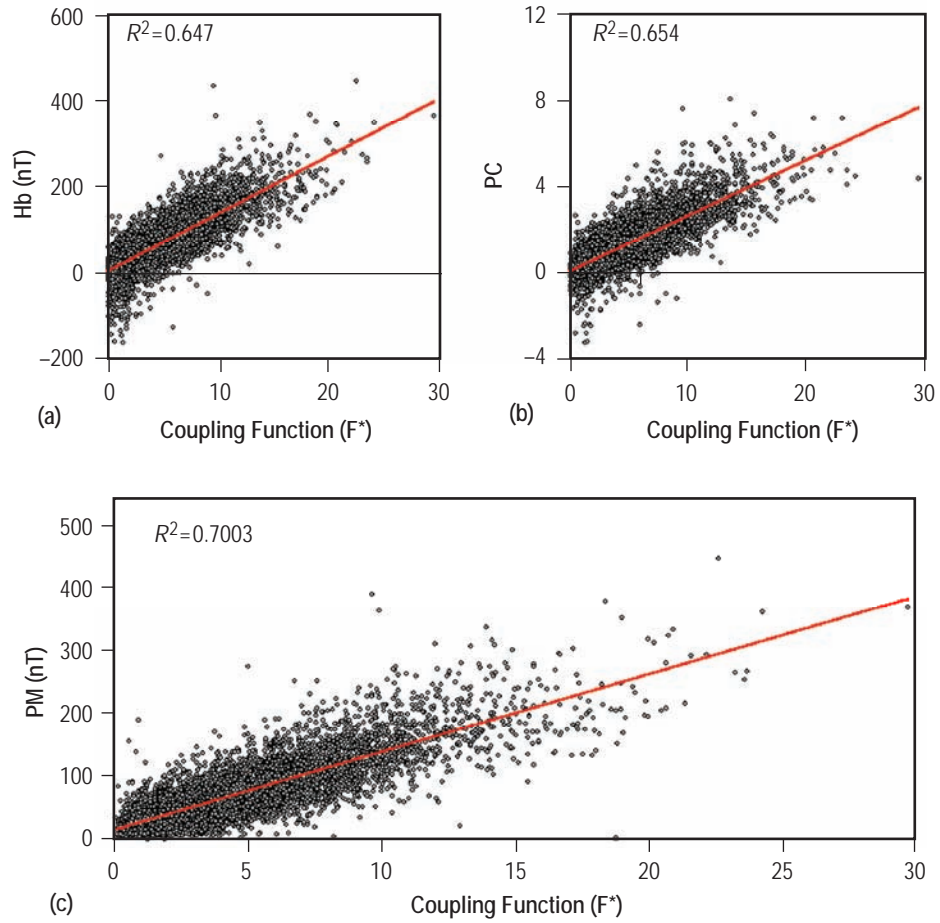 R²=0.647
Hb (nT)
600
400
200
0
–200
0 10 20 30
(a)
Coupling Function (F*)
R²=0.654
PC
12
8
4
0
–4
0 10 20 30
(b)
Coupling Function (F*)
R²=0.7003
PM (nT)
500
400
300
200
100
0
0 5 10 15 20 25 30
(c)
Coupling Function (F*)